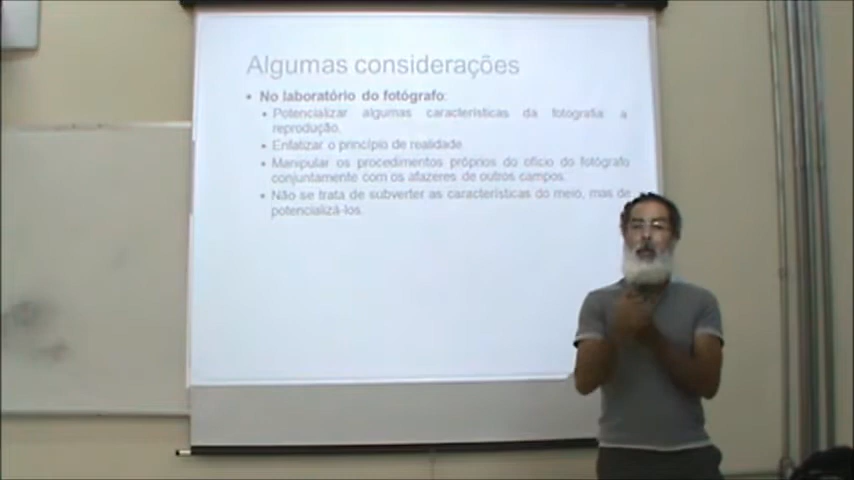 Algumas considerações
• No laboratório do fotógrafo:
• Potencializar algumas características da fotografia a
reprodução.
• Enfatizar o princípio de realidade
• Manipular os procedimentos próprios do ofício do fotógrafo
conjuntamente com os afazeres de outros campos.
• Não se trata de subverter as características do meio, mas de
potencializá-los.